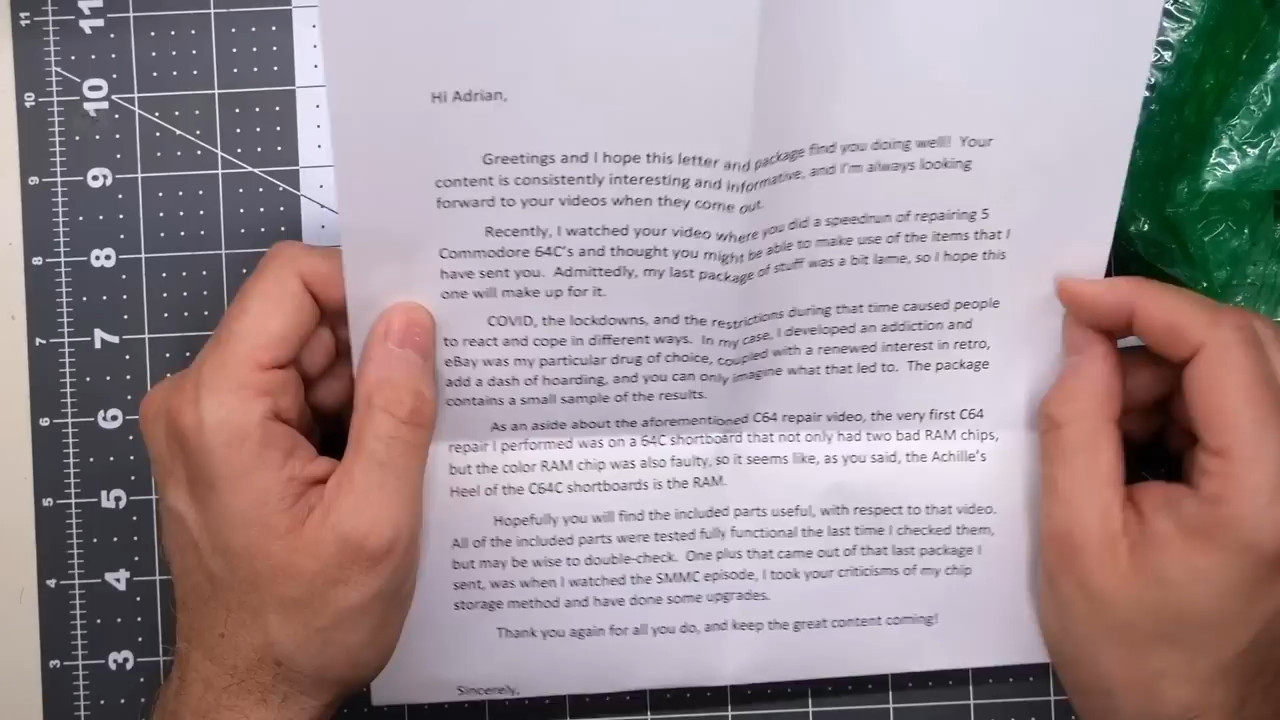 Hi Adrian,
Greetings and I hope this letter and package find you doing well! Your
content is consistently interesting and informative, and I'm always looking
forward to your videos when they come out.
Recently, I watched your video where you did a speedrun of repairing 5
Commodore 64C's and thought you might be able to make use of the items that I
have sent you. Admittedly, my last package of stuff was a bit lame, so I hope this
one will make up for it.
COVID, the lockdowns, and the restrictions during that time caused people
to react and cope in different ways. In my case, I developed an addiction and
eBay was my particular drug of choice, coupled with a renewed interest in retro,
add a dash of hoarding, and you can only imagine what that led to. The package
contains a small sample of the results.
As an aside about the aforementioned C64 repair video, the very first C64
repair I performed was on a 64C shortboard that not only had two bad RAM chips,
but the color RAM chip was also faulty, so it seems like, as you said, the Achille's
Heel of the C64C shortboards is the RAM.
Hopefully you will find the included parts useful, with respect to that video.
All of the included parts were tested fully functional the last time I checked them,
but may be wise to double-check. One plus that came out of that last package I
sent, was when I watched the SMMC episode, I took your criticisms of my chip
storage method and have done some upgrades.
Thank you again for all you do, and keep the great content coming!
Sincerely,
11
11
10
10
9
9
8
8
7
7
6
6
5
5
4
4
3
3